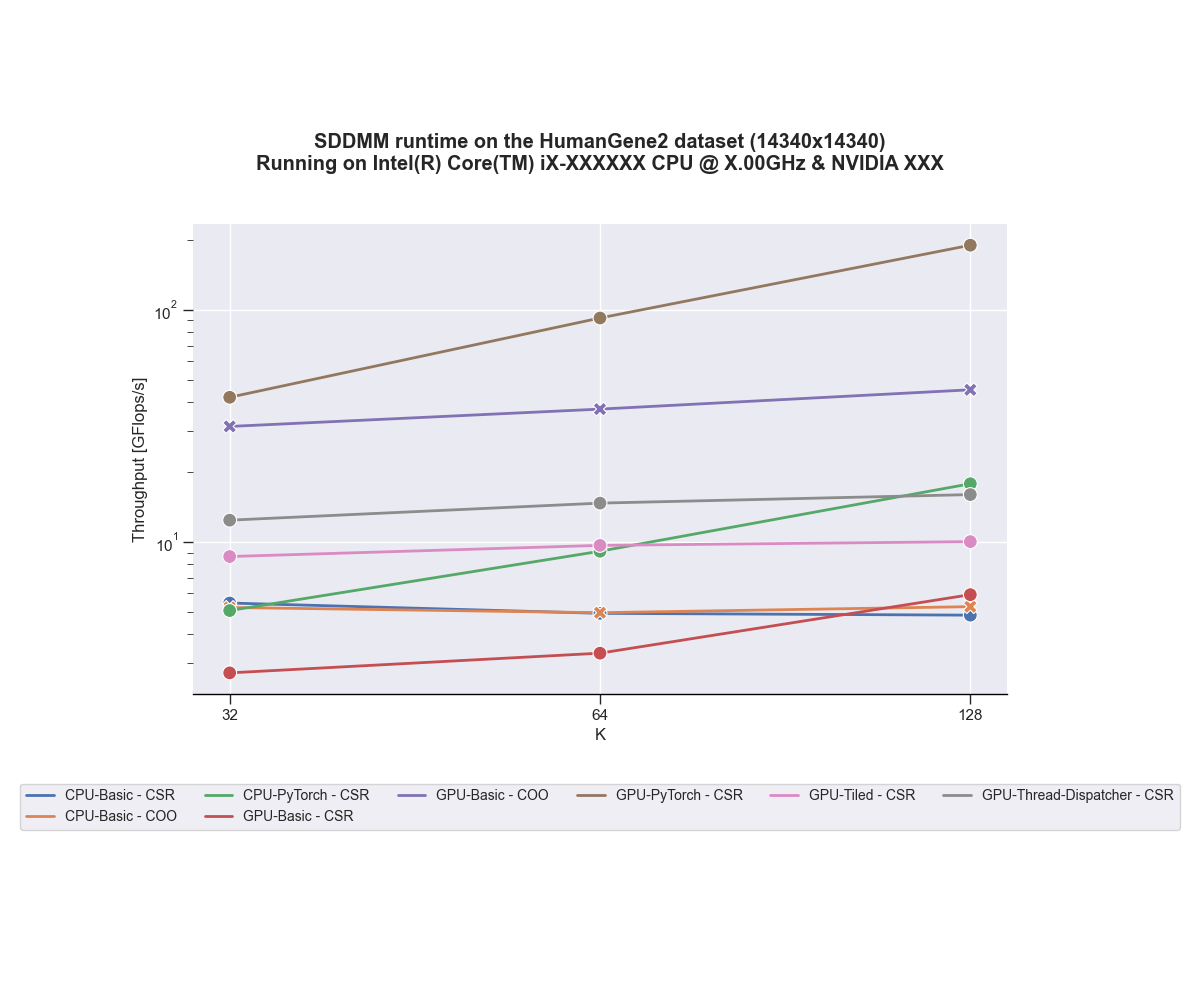 SDDMM runtime on the HumanGene2 dataset (14340x14340)
Running on Intel(R) Core(TM) iX-XXXXXX CPU @ X.00GHz & NVIDIA XXX
10^2
10^1
Throughput [GFlops/s]
32 64 128
K
CPU-Basic - CSR CPU-PyTorch - CSR GPU-Basic - COO GPU-PyTorch - CSR GPU-Tiled - CSR GPU-Thread-Dispatcher - CSR
CPU-Basic - COO GPU-Basic - CSR